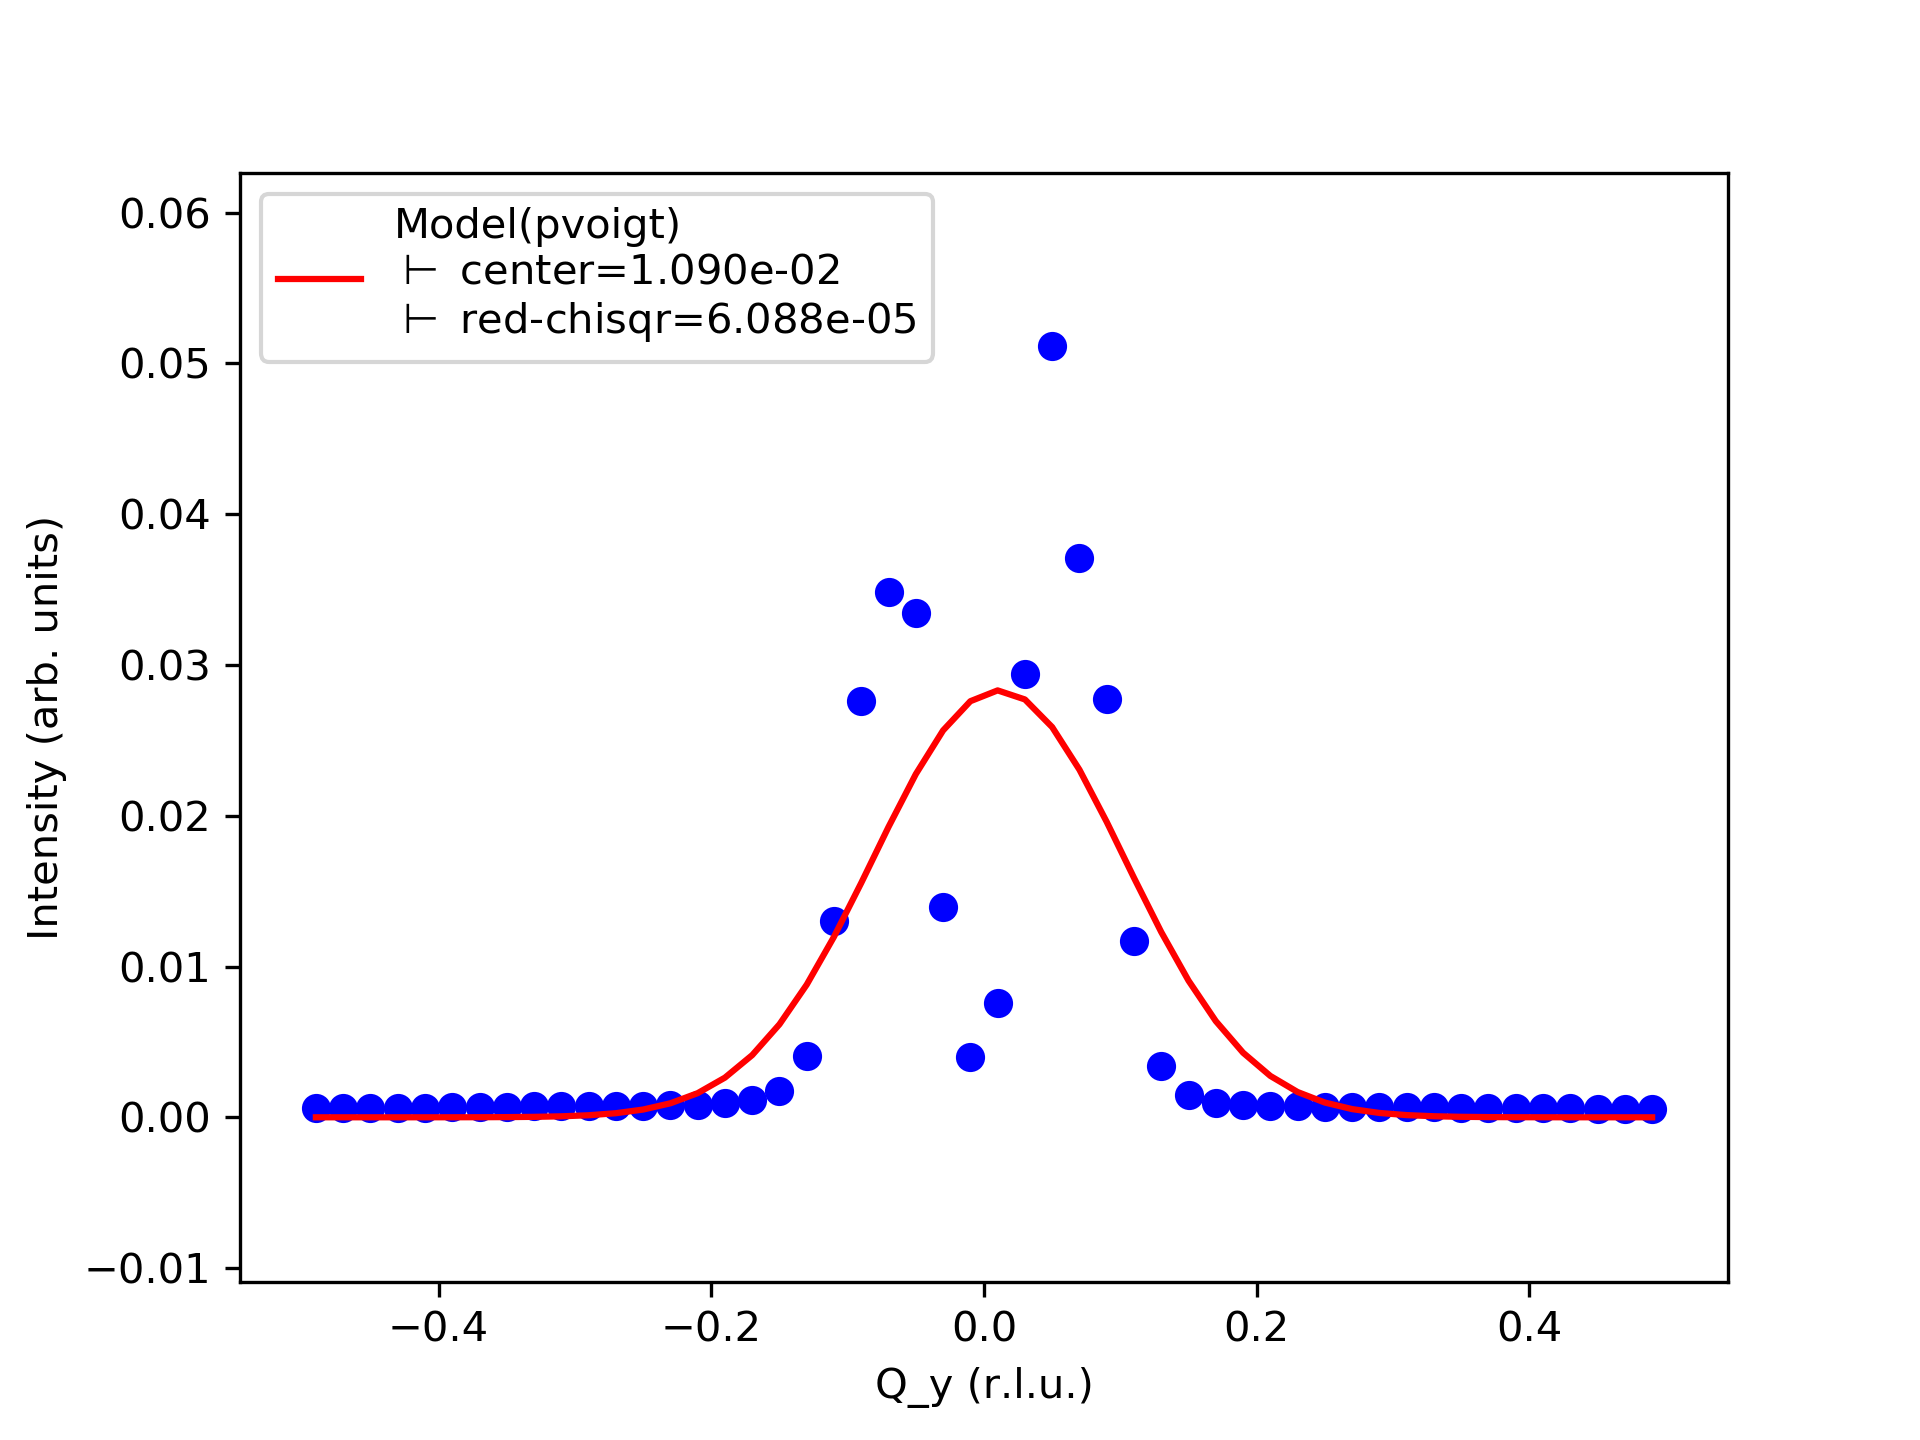 Model(pvoigt)
⊢ center=1.090e-02
⊢ red-chisqr=6.088e-05
0.06
0.05
0.04
0.03
0.02
0.01
0.00
−0.01
Intensity (arb. units)
−0.4 −0.2 0.0 0.2 0.4
Q_y (r.l.u.)